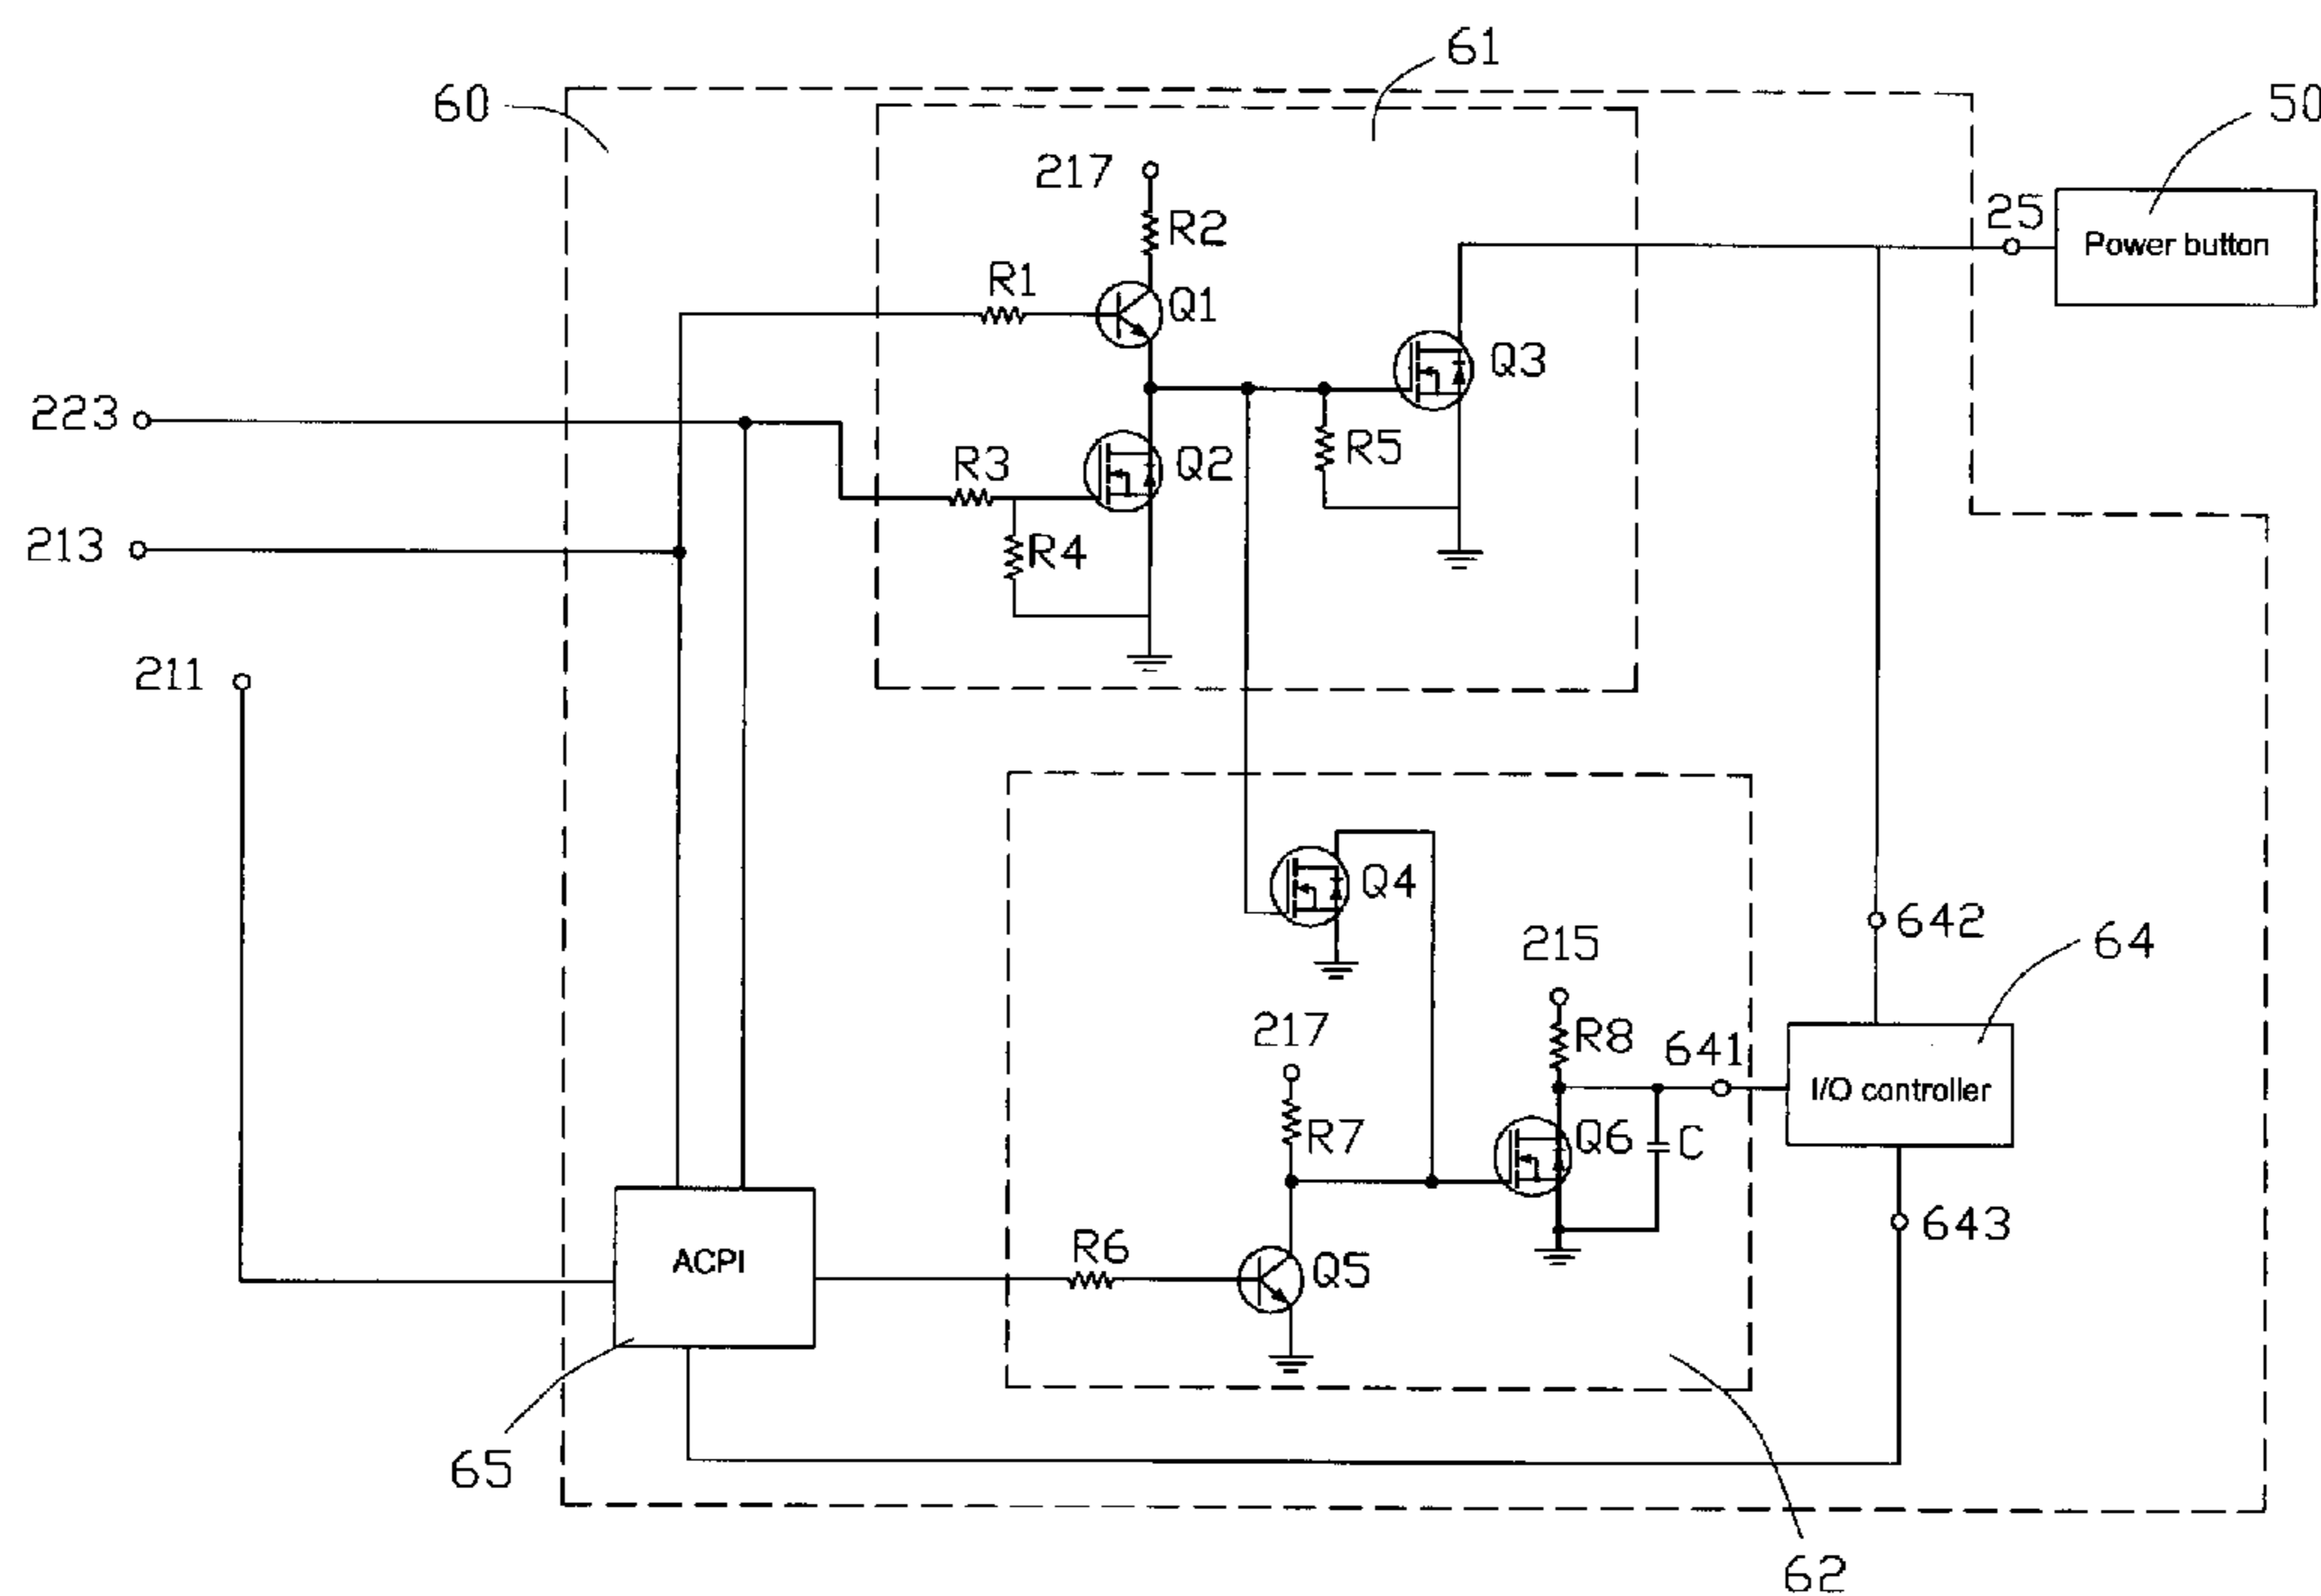 61
60
50
217
R2
25
Power button
R1
Q1
Q3
223
R3
Q2
R5
213
R4
211
Q4
642
64
215
217
R8
641
I/O controller
R7
Q6
C
643
R6
Q5
ACPI
65
62